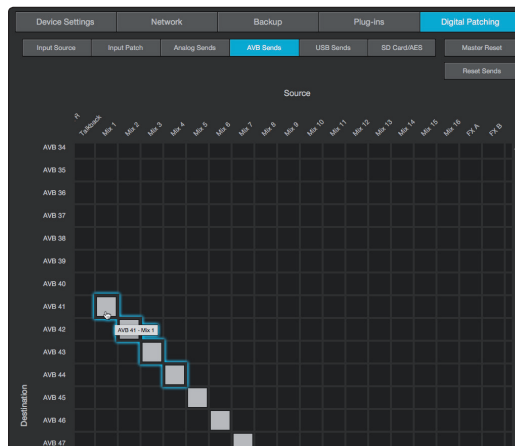 Device Settings Network Backup Plug-ins Digital Patching
Input Source Input Patch Analog Sends AVB Sends USB Sends SD Card/AES Master Reset
Reset Sends
Source
R Talkback Mix 1 Mix 2 Mix 3 Mix 4 Mix 5 Mix 6 Mix 7 Mix 8 Mix 9 Mix 10 Mix 11 Mix 12 Mix 13 Mix 14 Mix 15 Mix 16 FX A FX B
AVB 34
AVB 35
AVB 36
AVB 37
AVB 38
AVB 39
AVB 40
AVB 41
AVB 42 AVB 41 - Mix 1
AVB 43
AVB 44
AVB 45
AVB 46
AVB 47
Destination